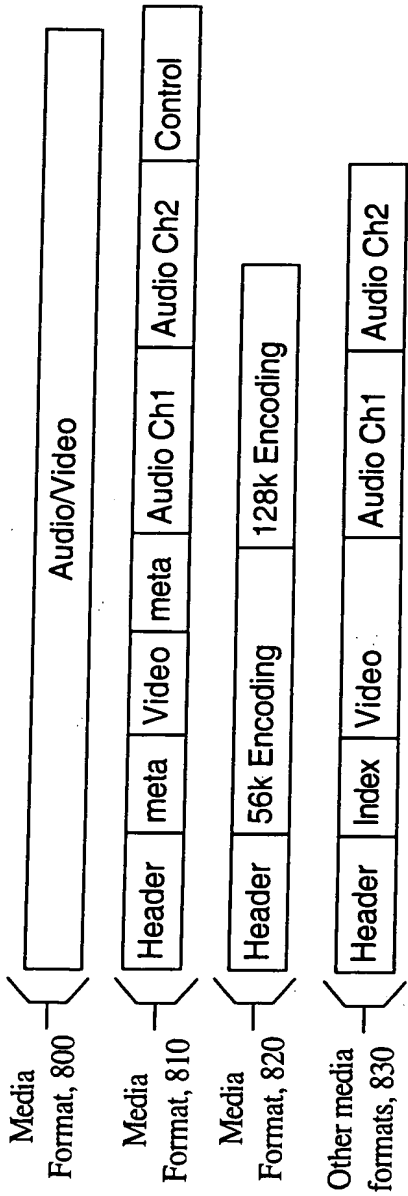 Media
Format, 800
Audio/Video
Media
Format, 810
Header meta Video meta Audio Ch1 Audio Ch2 Control
Media
Format, 820
Header 56k Encoding 128k Encoding
Other media
formats, 830
Header Index Video Audio Ch1 Audio Ch2